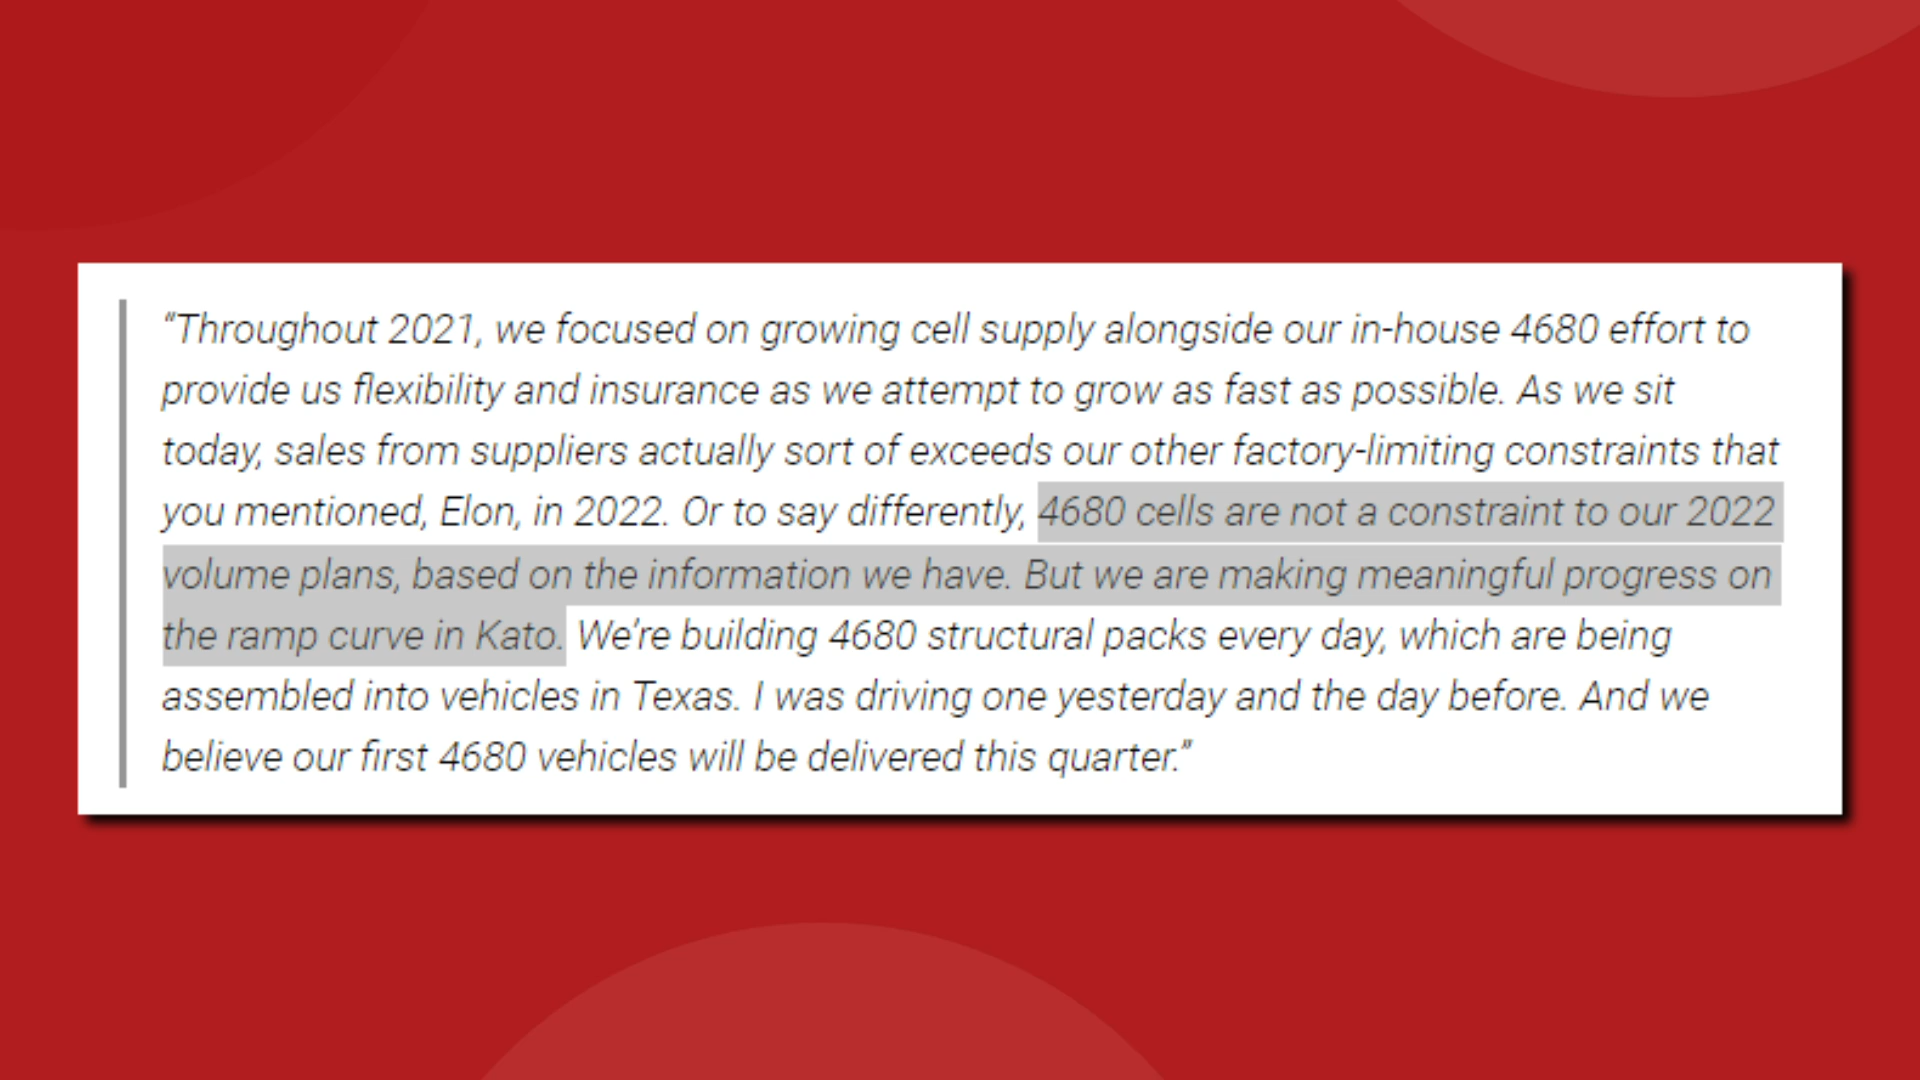 “Throughout 2021, we focused on growing cell supply alongside our in-house 4680 effort to
provide us flexibility and insurance as we attempt to grow as fast as possible. As we sit
today, sales from suppliers actually sort of exceeds our other factory-limiting constraints that
you mentioned, Elon, in 2022. Or to say differently, 4680 cells are not a constraint to our 2022
volume plans, based on the information we have. But we are making meaningful progress on
the ramp curve in Kato. We’re building 4680 structural packs every day, which are being
assembled into vehicles in Texas. I was driving one yesterday and the day before. And we
believe our first 4680 vehicles will be delivered this quarter.”